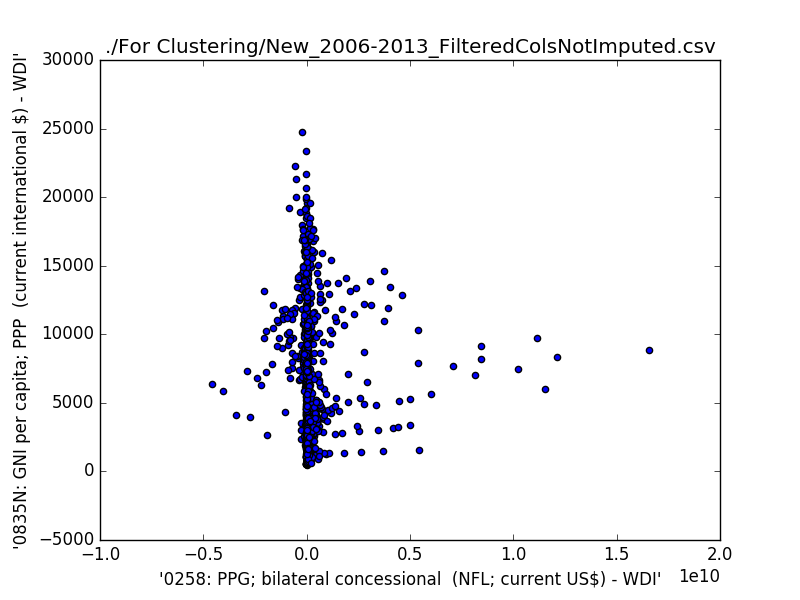 ./For Clustering/New_2006-2013_FilteredColsNotImputed.csv
'0835N: GNI per capita; PPP  (current international $) - WDI'
30000
25000
20000
15000
10000
5000
0
−5000
−1.0 −0.5 0.0 0.5 1.0 1.5 2.0
'0258: PPG; bilateral concessional  (NFL; current US$) - WDI' 1e10